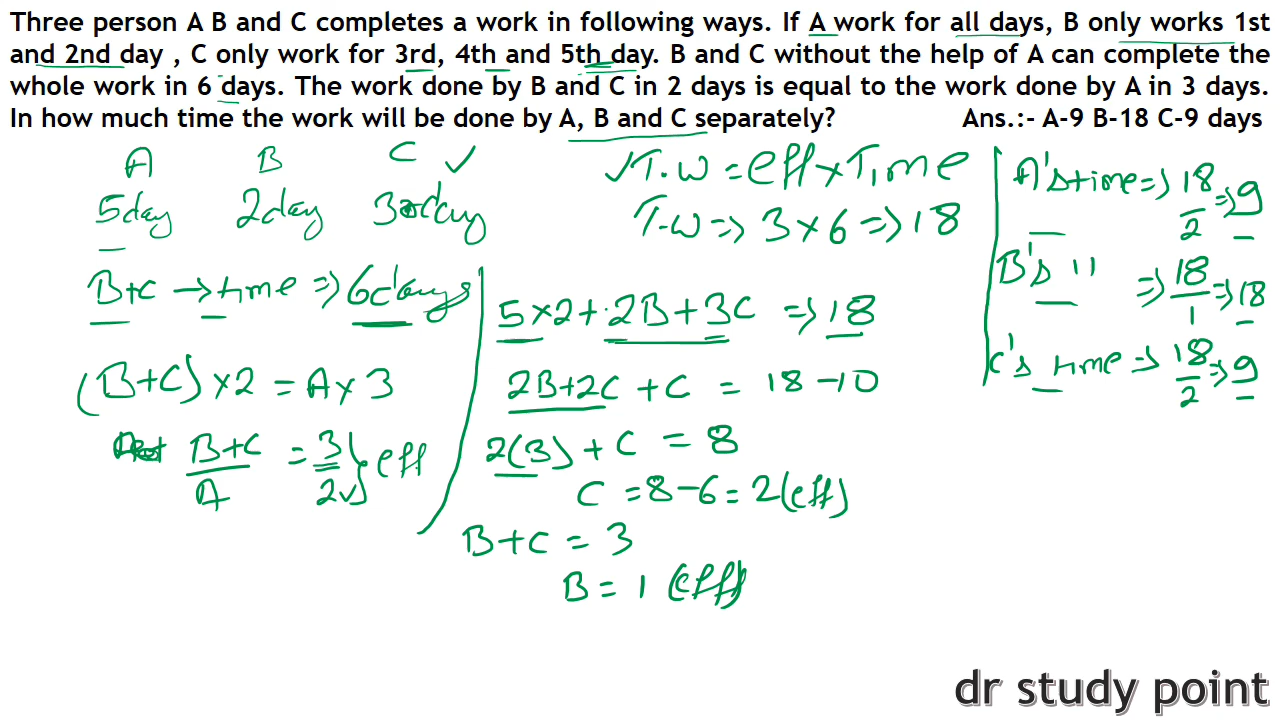 Three person A B and C completes a work in following ways. If A work for all days, B only works 1st
and 2nd day , C only work for 3rd, 4th and 5th day. B and C without the help of A can complete the
whole work in 6 days. The work done by B and C in 2 days is equal to the work done by A in 3 days.
In how much time the work will be done by A, B and C separately? Ans.:- A-9 B-18 C-9 days
A B C ✓
5day 2day 3day
B+C → time ⇒ 6days
(B+C) × 2 = A × 3
B+C/A = 3/2 } eff
√T.W = eff × Time
T.W ⇒ 3 × 6 ⇒ 18
5×2 + 2B + 3C ⇒ 18
2B+2C + C = 18 - 10
2(3) + C = 8
C = 8-6 = 2(eff)
B+C = 3
B = 1 (eff)
A's time ⇒ 18/2 ⇒ 9
B's 11 ⇒ 18/1 ⇒ 18
C's time ⇒ 18/2 ⇒ 9
dr study point